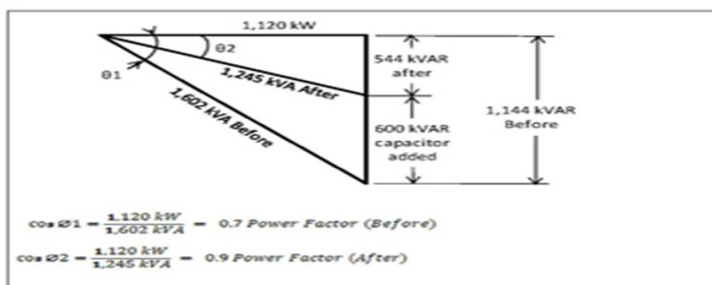 1,120 kW
θ2
θ1
1,245 kVA After
1,602 kVA Before
544 kVAR
after
600 kVAR
capacitor
added
1,144 kVAR
Before
cos Ø1 = 1,120 kW / 1,602 kVA = 0.7 Power Factor (Before)
cos Ø2 = 1,120 kW / 1,245 kVA = 0.9 Power Factor (After)